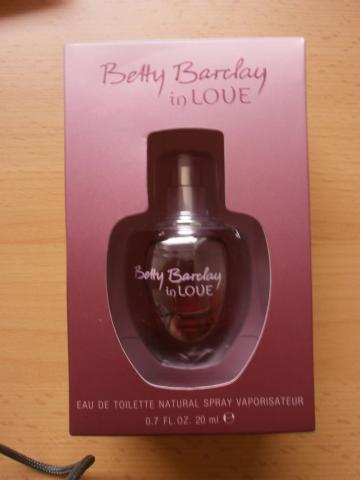 Betty Barclay
in LOVE
Betty Barclay
in LOVE
EAU DE TOILETTE NATURAL SPRAY VAPORISATEUR
0.7 FL.OZ. 20 ml ℮